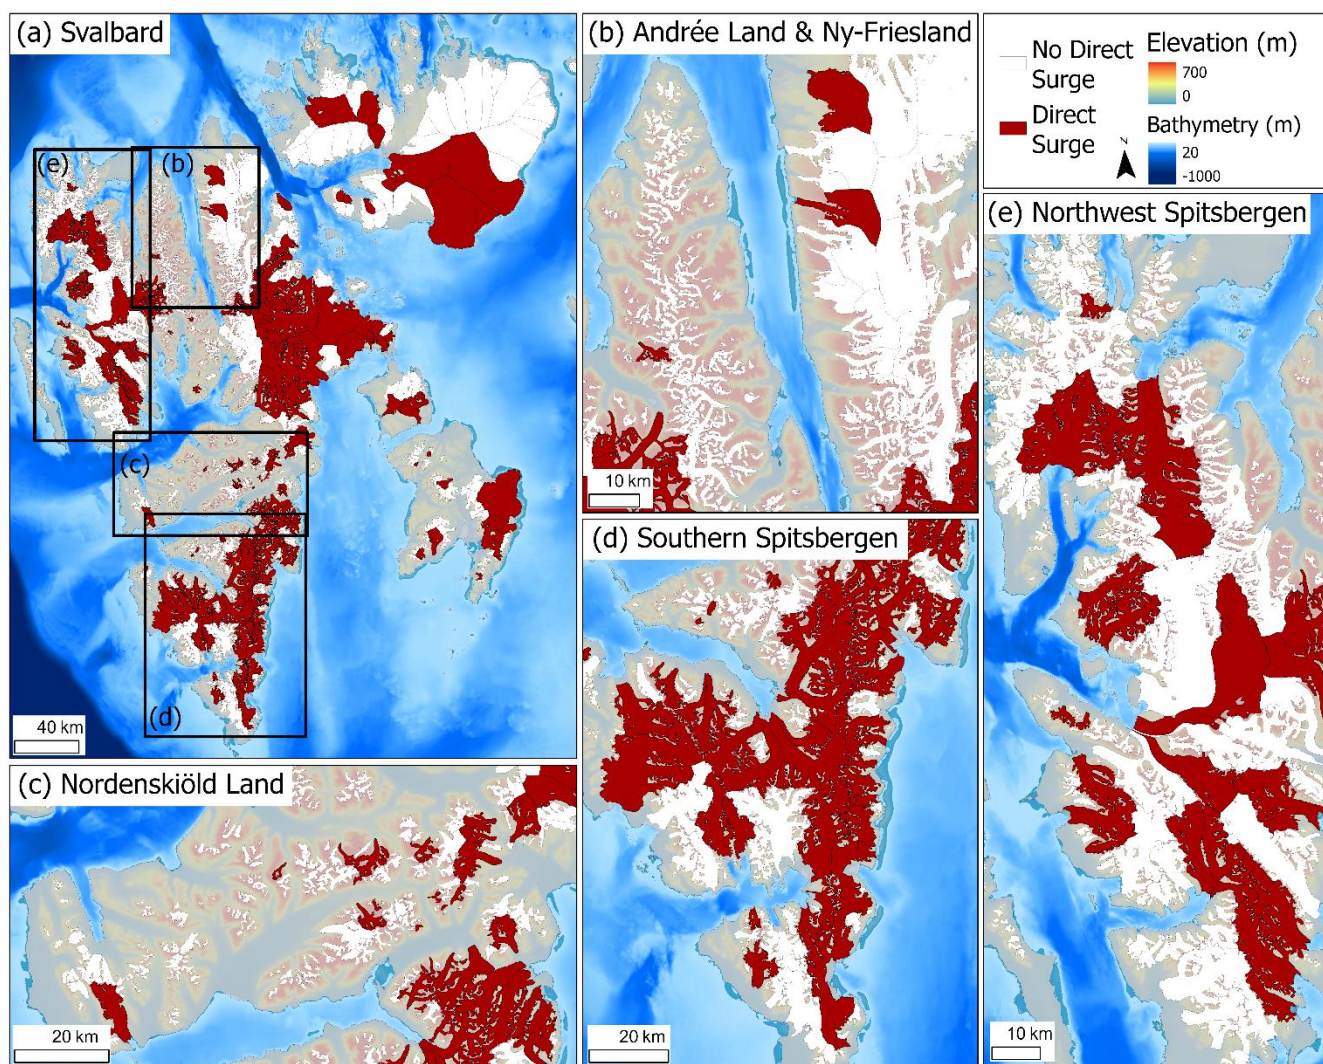 (a) Svalbard
(e)
(b)
(c)
(d)
40 km
(b) Andrée Land & Ny-Friesland
10 km
No Direct
Surge
Direct
Surge
Elevation (m)
700
0
Bathymetry (m)
20
-1000
N
(c) Nordenskiöld Land
20 km
(d) Southern Spitsbergen
20 km
(e) Northwest Spitsbergen
10 km